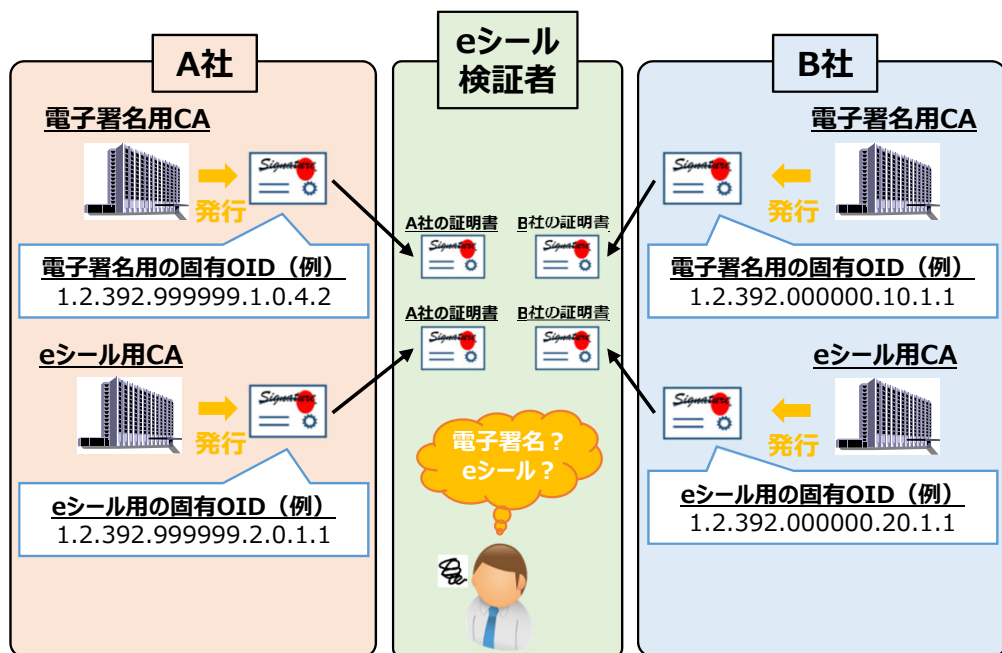 A社
電子署名用CA
発行
Signature
電子署名用の固有OID（例）
1.2.392.999999.1.0.4.2
eシール用CA
発行
Signature
eシール用の固有OID（例）
1.2.392.999999.2.0.1.1
eシール
検証者
A社の証明書
B社の証明書
Signature
Signature
A社の証明書
B社の証明書
Signature
Signature
電子署名？
eシール？
B社
電子署名用CA
Signature
発行
電子署名用の固有OID（例）
1.2.392.000000.10.1.1
eシール用CA
Signature
発行
eシール用の固有OID（例）
1.2.392.000000.20.1.1